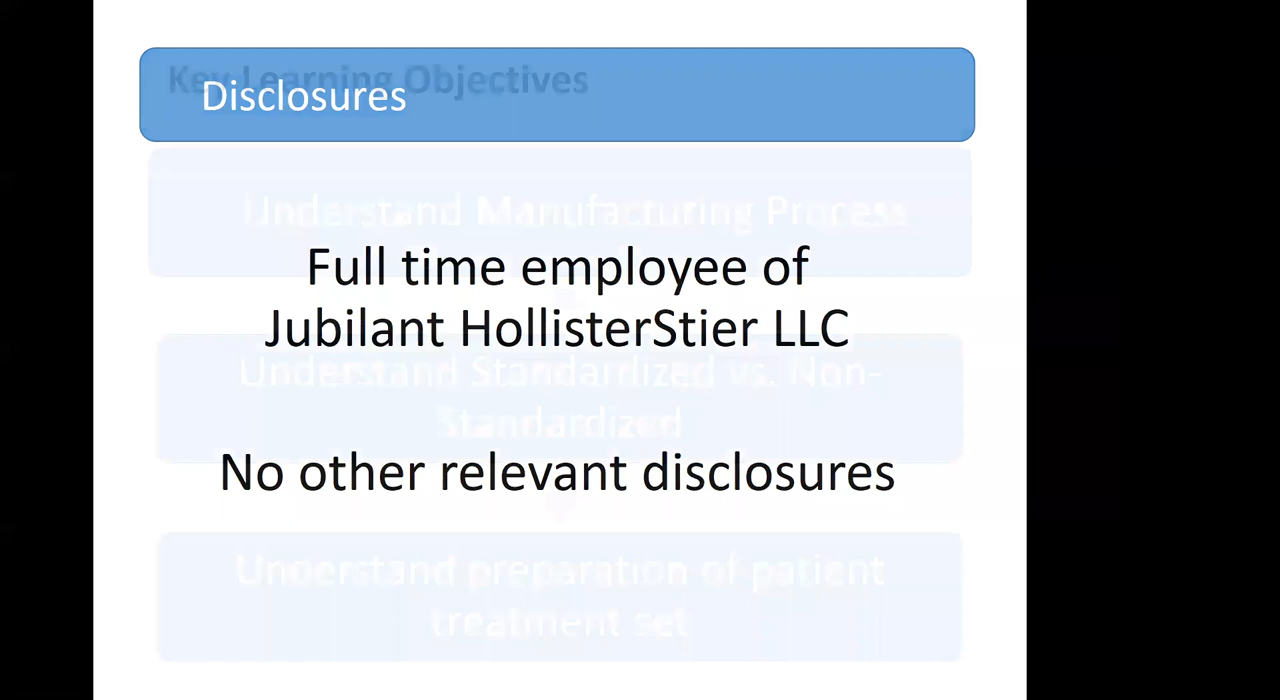 Key Learning Objectives
Disclosures
Understand Manufacturing Process
Full time employee of
Jubilant HollisterStier LLC
Understand Standardized vs. Non-
Standardized
No other relevant disclosures
Understand preparation of patient
treatment set